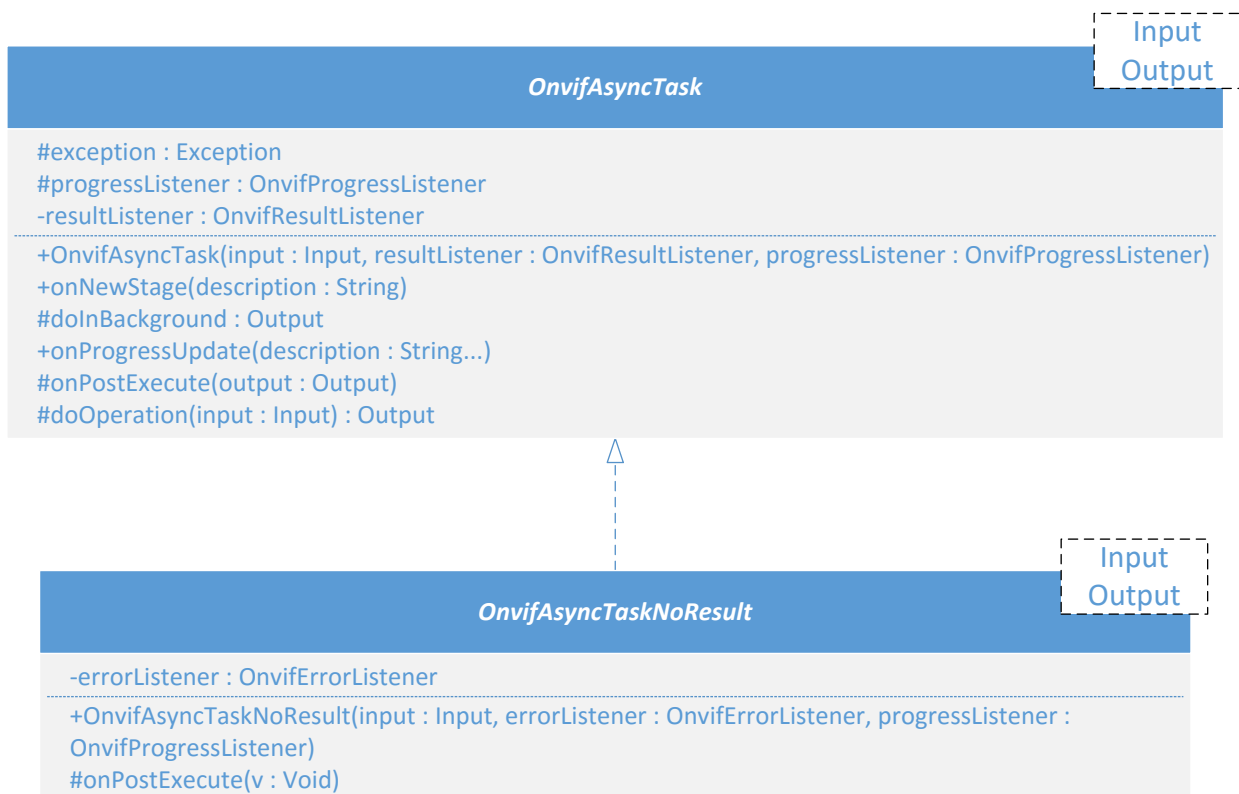 Input
Output
OnvifAsyncTask
#exception : Exception
#progressListener : OnvifProgressListener
-resultListener : OnvifResultListener
+OnvifAsyncTask(input : Input, resultListener : OnvifResultListener, progressListener : OnvifProgressListener)
+onNewStage(description : String)
#doInBackground : Output
+onProgressUpdate(description : String...)
#onPostExecute(output : Output)
#doOperation(input : Input) : Output
Input
Output
OnvifAsyncTaskNoResult
-errorListener : OnvifErrorListener
+OnvifAsyncTaskNoResult(input : Input, errorListener : OnvifErrorListener, progressListener :
OnvifProgressListener)
#onPostExecute(v : Void)